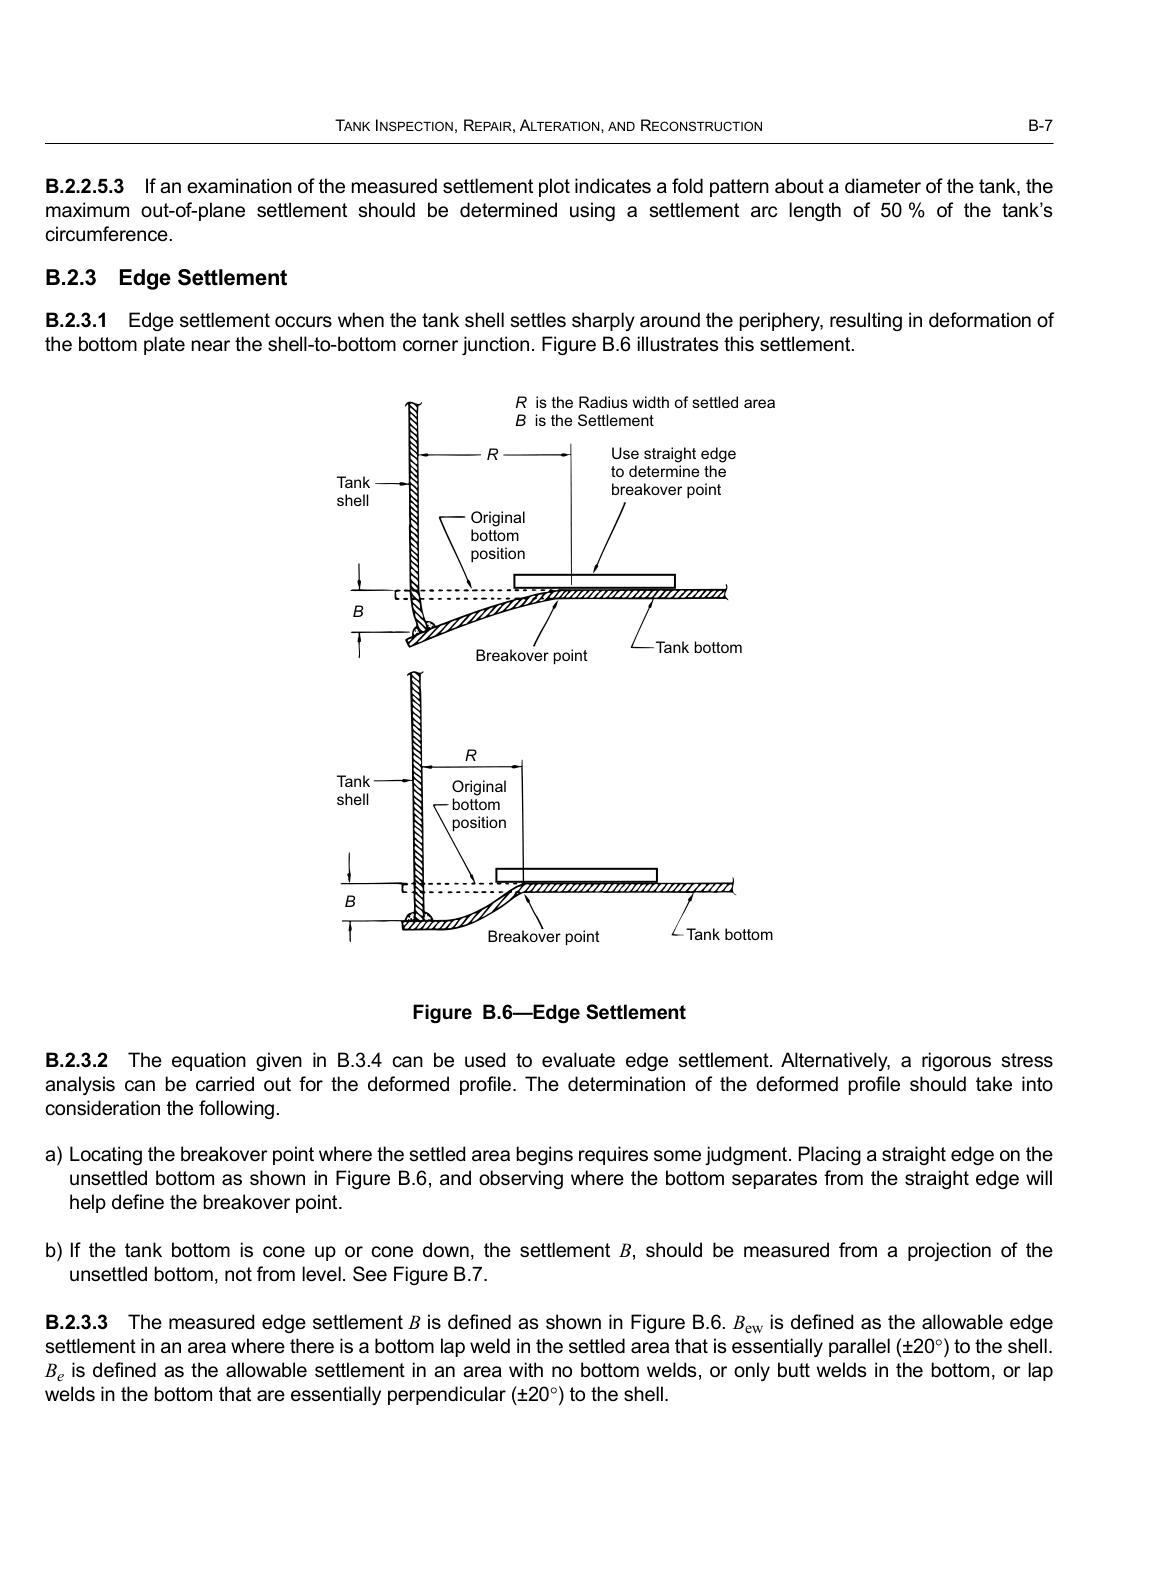 TANK INSPECTION, REPAIR, ALTERATION, AND RECONSTRUCTION B-7
B.2.2.5.3 If an examination of the measured settlement plot indicates a fold pattern about a diameter of the tank, the
maximum out-of-plane settlement should be determined using a settlement arc length of 50 % of the tank’s
circumference.
B.2.3 Edge Settlement
B.2.3.1 Edge settlement occurs when the tank shell settles sharply around the periphery, resulting in deformation of
the bottom plate near the shell-to-bottom corner junction. Figure B.6 illustrates this settlement.
R is the Radius width of settled area
B is the Settlement
R
Use straight edge
to determine the
breakover point
Tank
shell
Original
bottom
position
B
Breakover point
Tank bottom
R
Tank
shell
Original
bottom
position
B
Breakover point
Tank bottom
Figure B.6—Edge Settlement
B.2.3.2 The equation given in B.3.4 can be used to evaluate edge settlement. Alternatively, a rigorous stress
analysis can be carried out for the deformed profile. The determination of the deformed profile should take into
consideration the following.
a) Locating the breakover point where the settled area begins requires some judgment. Placing a straight edge on the
unsettled bottom as shown in Figure B.6, and observing where the bottom separates from the straight edge will
help define the breakover point.
b) If the tank bottom is cone up or cone down, the settlement B, should be measured from a projection of the
unsettled bottom, not from level. See Figure B.7.
B.2.3.3 The measured edge settlement B is defined as shown in Figure B.6. Bew is defined as the allowable edge
settlement in an area where there is a bottom lap weld in the settled area that is essentially parallel (±20°) to the shell.
Be is defined as the allowable settlement in an area with no bottom welds, or only butt welds in the bottom, or lap
welds in the bottom that are essentially perpendicular (±20°) to the shell.